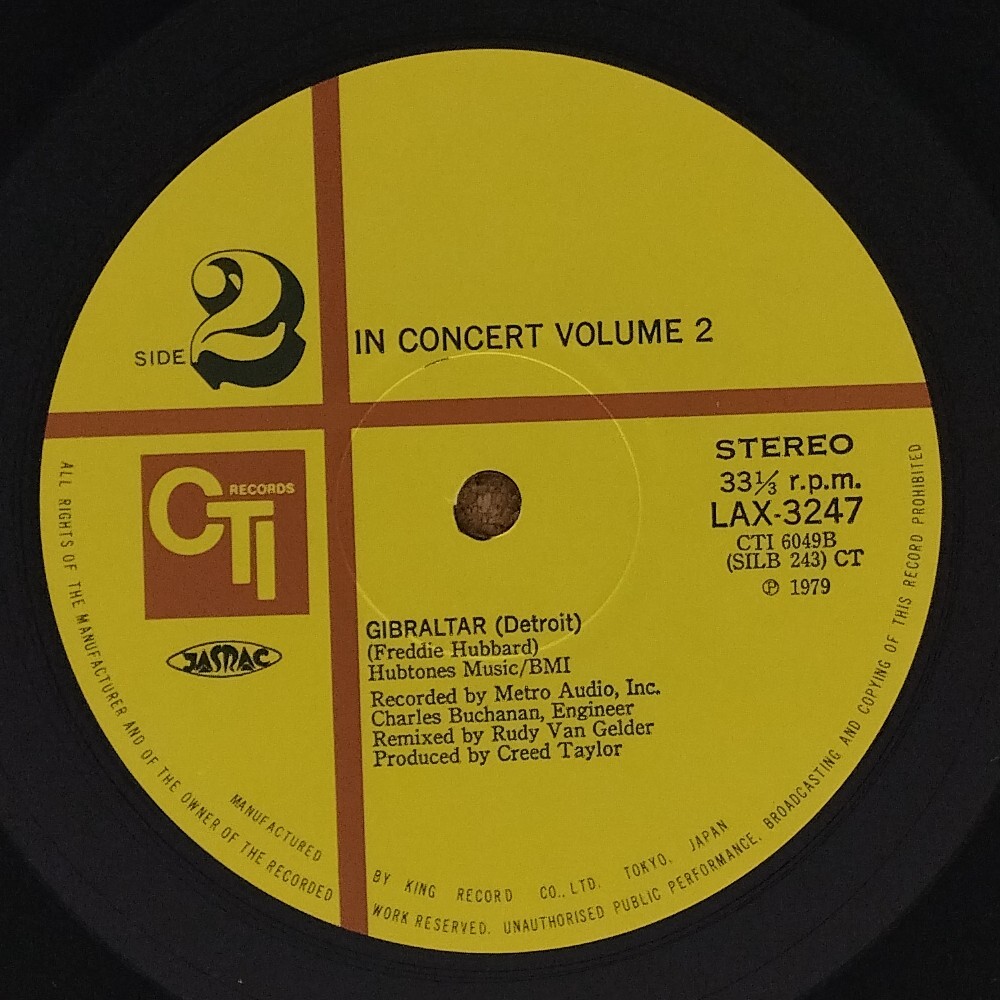 SIDE 2
IN CONCERT VOLUME 2
CTI RECORDS
JASRAC
STEREO
33⅓ r.p.m.
LAX-3247
CTI 6049B
(SILB 243) CT
℗ 1979
GIBRALTAR (Detroit)
(Freddie Hubbard)
Hubtones Music/BMI
Recorded by Metro Audio, Inc.
Charles Buchanan, Engineer
Remixed by Rudy Van Gelder
Produced by Creed Taylor
MANUFACTURED BY KING RECORD CO., LTD. TOKYO, JAPAN
ALL RIGHTS OF THE MANUFACTURER AND OF THE OWNER OF THE RECORDED WORK RESERVED. UNAUTHORISED PUBLIC PERFORMANCE, BROADCASTING AND COPYING OF THIS RECORD PROHIBITED